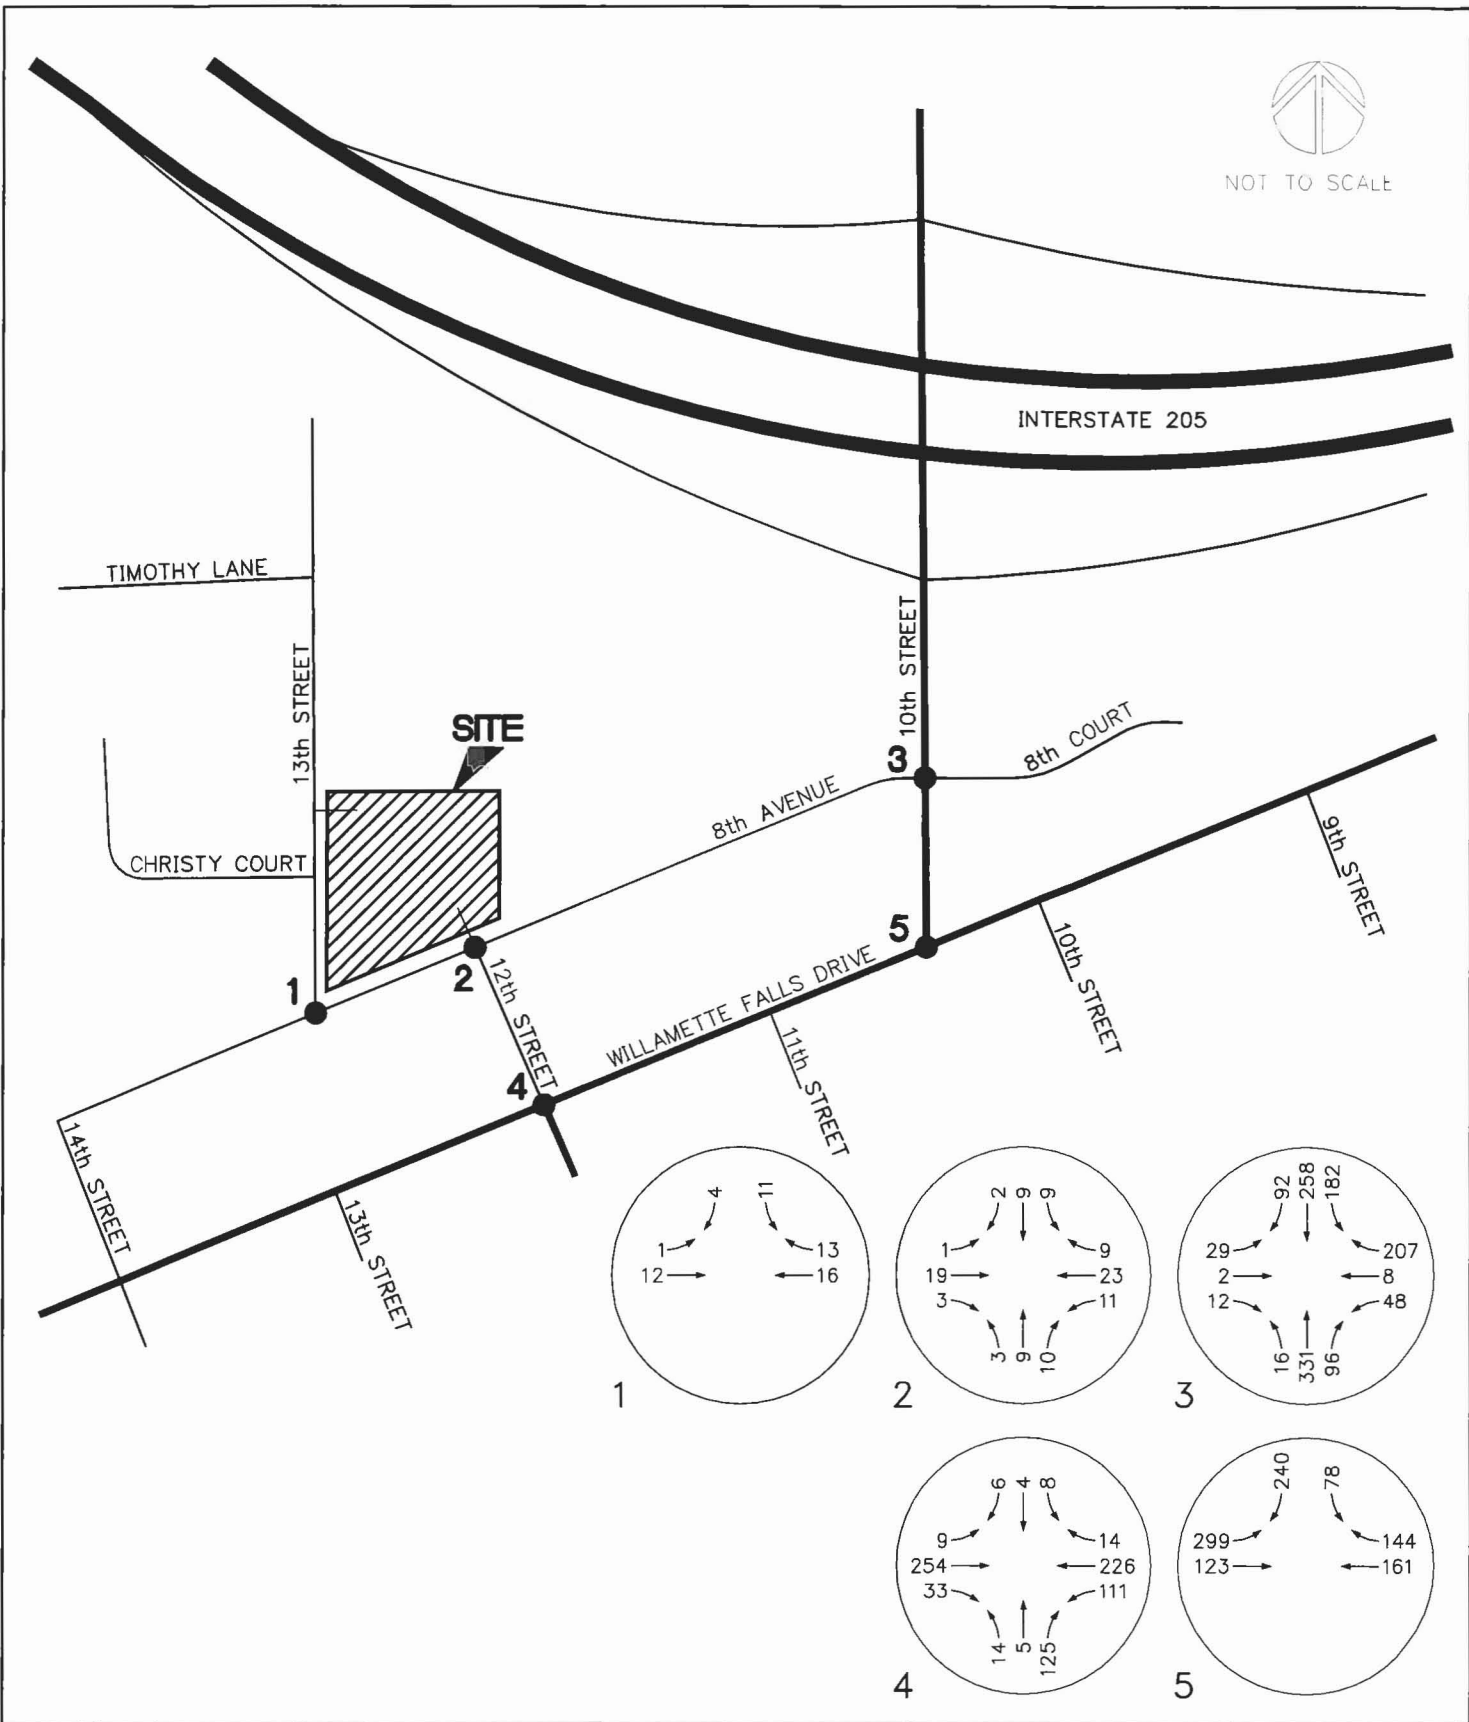 NOT TO SCALE
INTERSTATE 205
TIMOTHY LANE
13th STREET
10th STREET
SITE
3
8th COURT
8th AVENUE
CHRISTY COURT
9th STREET
5
10th STREET
2
12th STREET
1
WILLAMETTE FALLS DRIVE
11th STREET
4
14th STREET
13th STREET
4 11
1 13
12 16
1
2 9 9
1 9
19 23
3 11
3 9 10
2
92 258 182
29 207
2 8
12 48
16 331 96
3
6 4 8
9 14
254 226
33 111
14 5 125
4
240 78
299 144
123 161
5